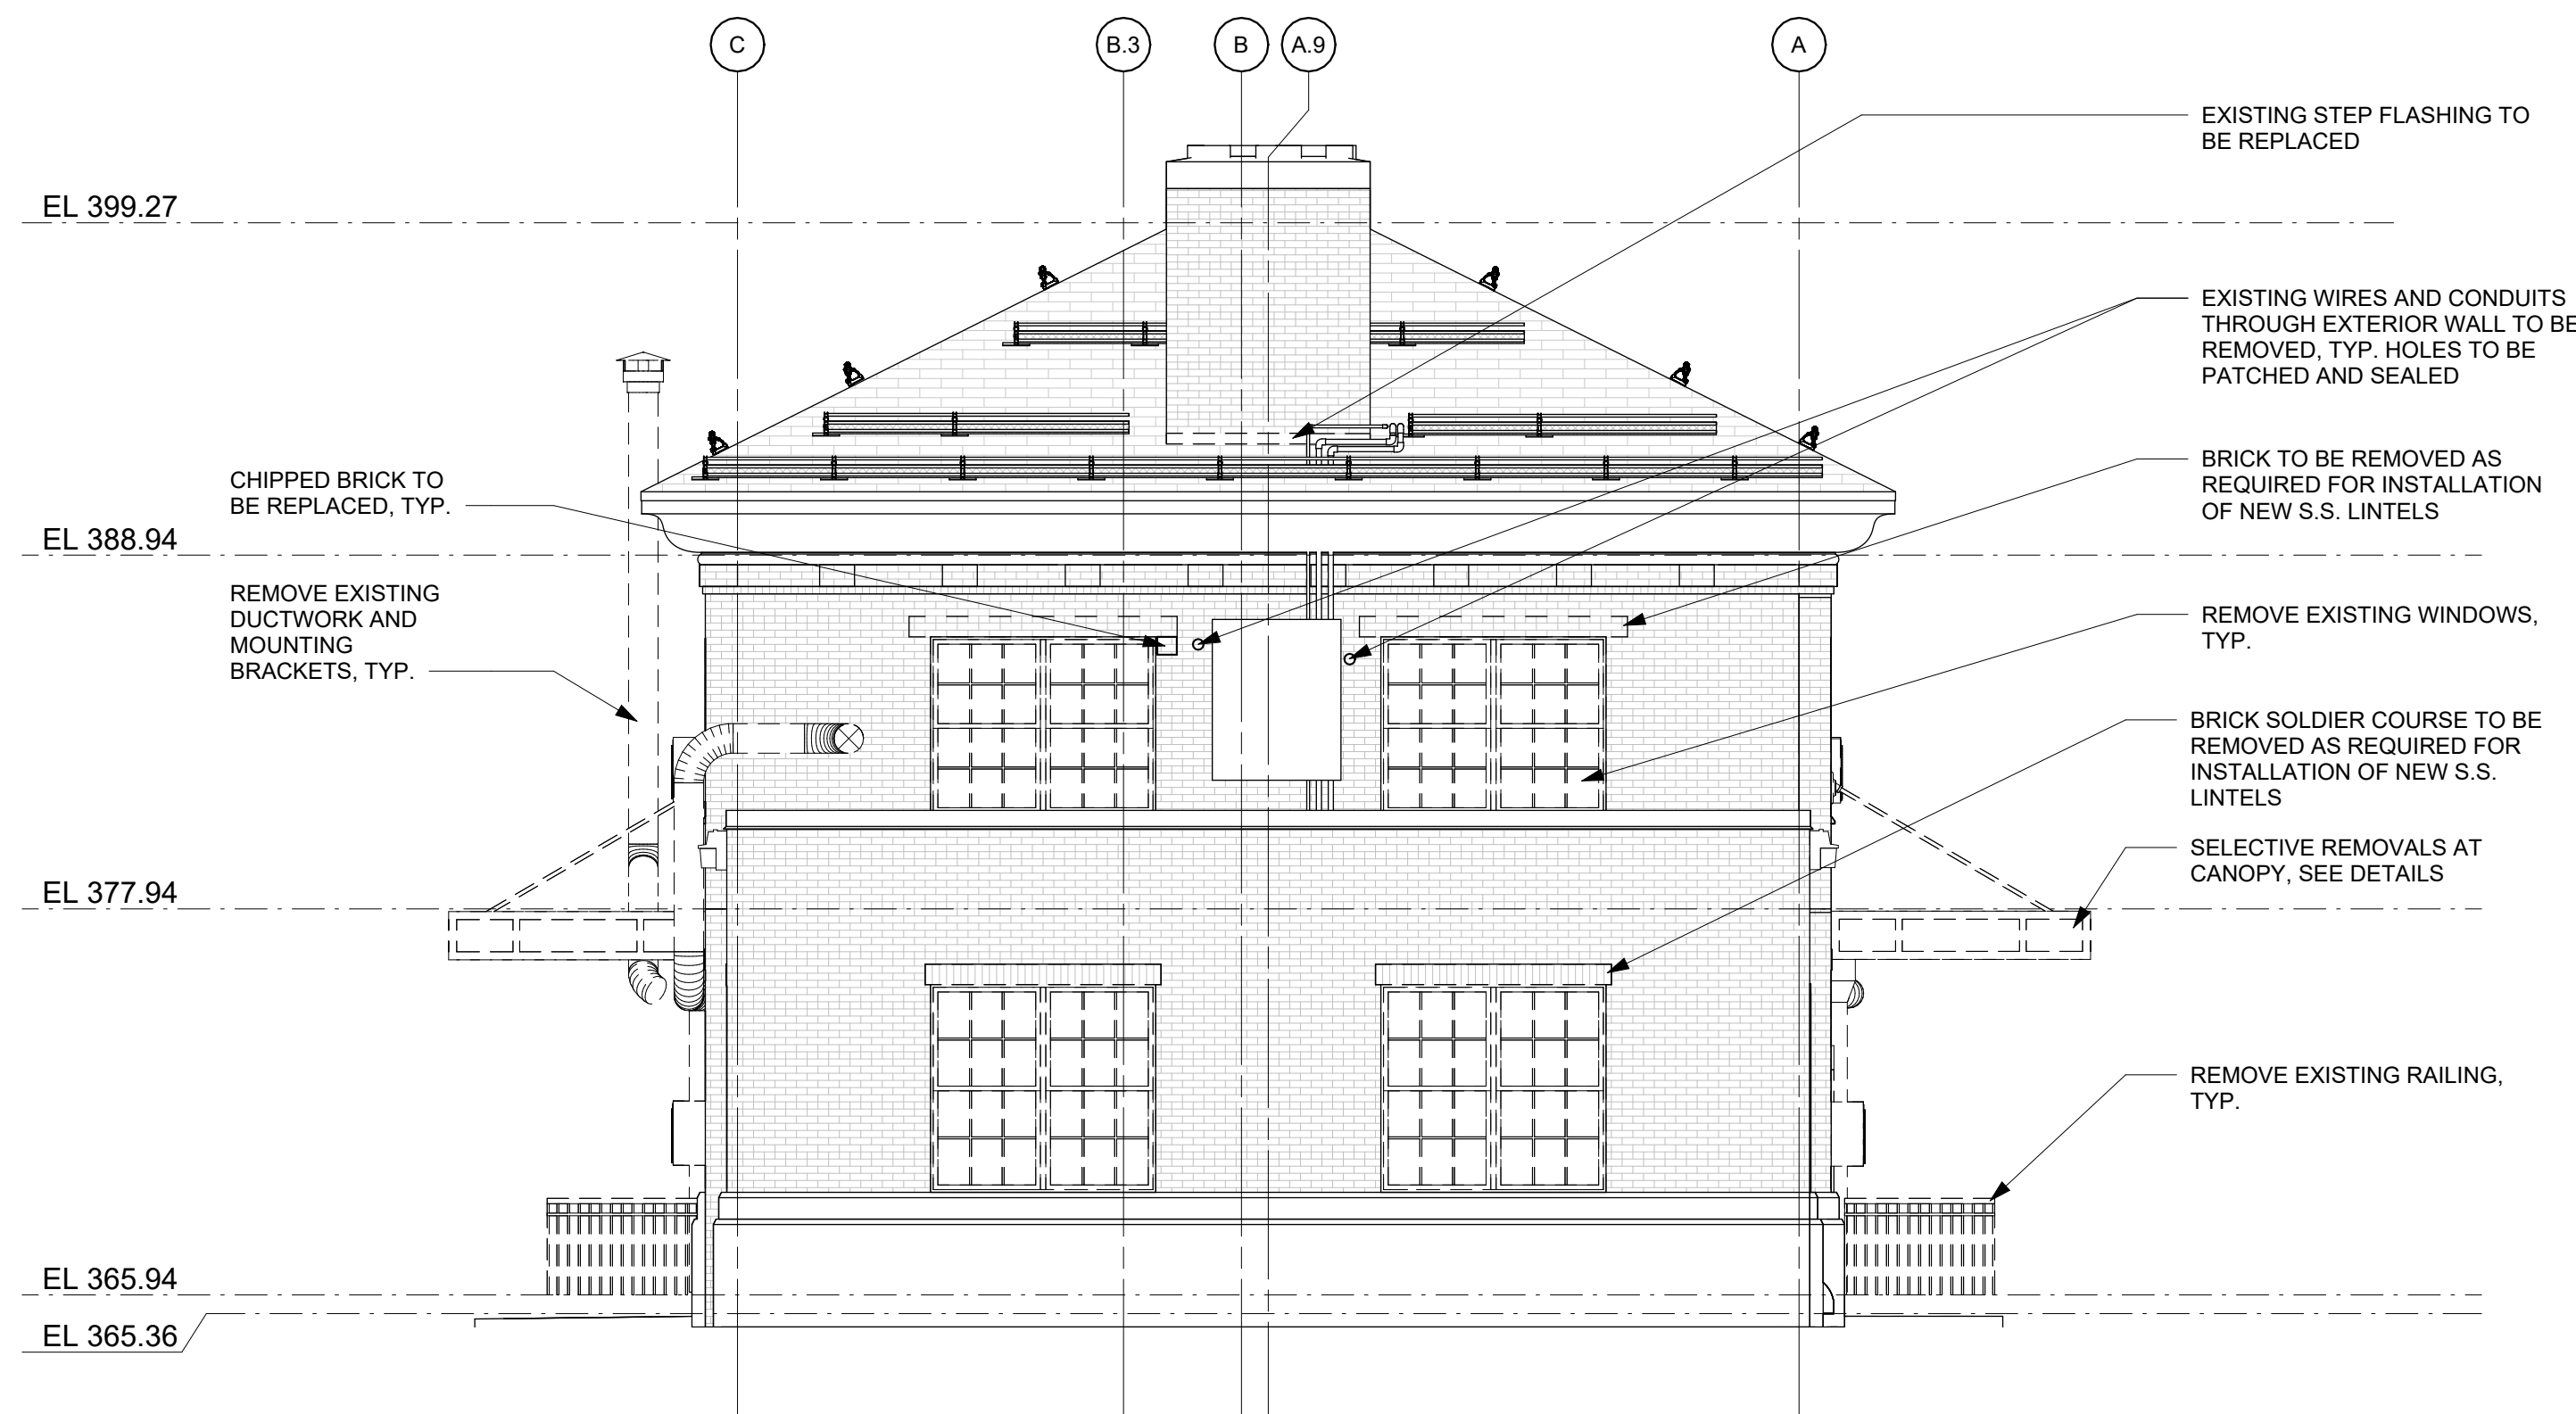 C
B.3
B
A.9
A
EXISTING STEP FLASHING TO
BE REPLACED
EL 399.27
EXISTING WIRES AND CONDUITS
THROUGH EXTERIOR WALL TO BE
REMOVED, TYP. HOLES TO BE
PATCHED AND SEALED
BRICK TO BE REMOVED AS
REQUIRED FOR INSTALLATION
OF NEW S.S. LINTELS
CHIPPED BRICK TO
BE REPLACED, TYP.
EL 388.94
REMOVE EXISTING
DUCTWORK AND
MOUNTING
BRACKETS, TYP.
REMOVE EXISTING WINDOWS,
TYP.
BRICK SOLDIER COURSE TO BE
REMOVED AS REQUIRED FOR
INSTALLATION OF NEW S.S.
LINTELS
SELECTIVE REMOVALS AT
CANOPY, SEE DETAILS
EL 377.94
REMOVE EXISTING RAILING,
TYP.
EL 365.94
EL 365.36